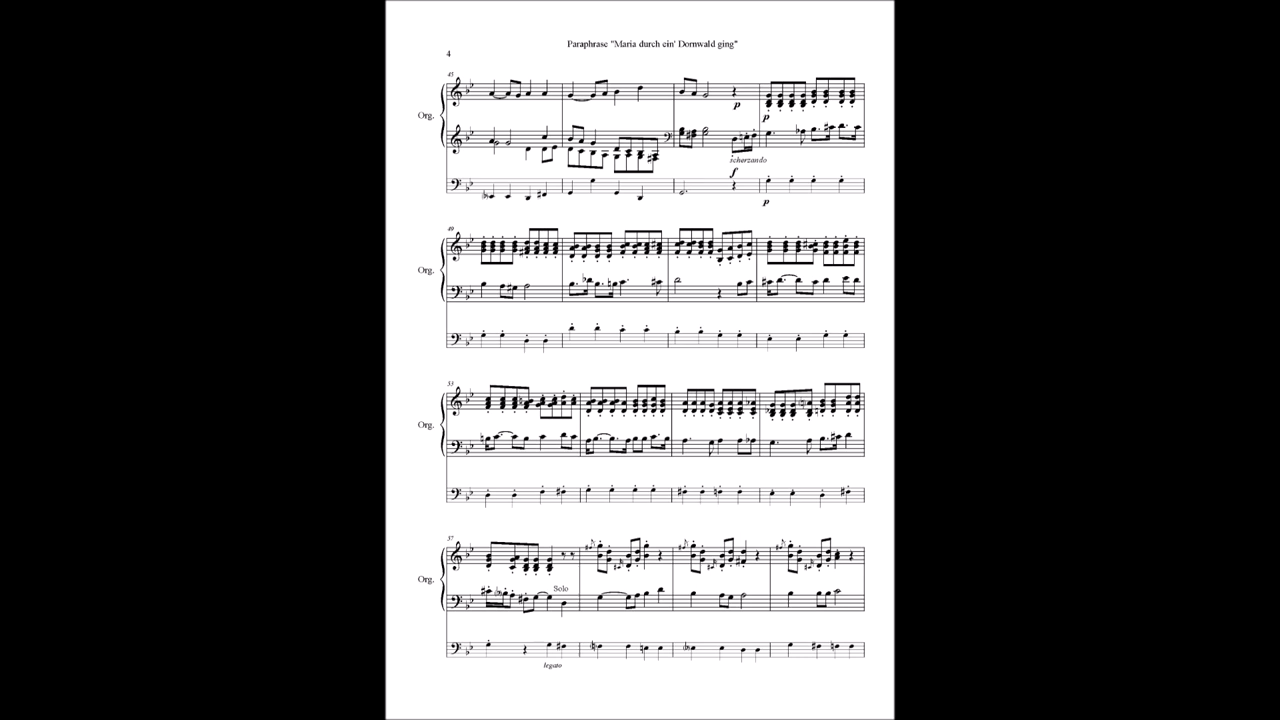 Paraphrase "Maria durch ein' Dornwald ging"
4
45
Org.
p
p
scherzando
f
p
49
Org.
53
Org.
57
Org.
Solo
legato